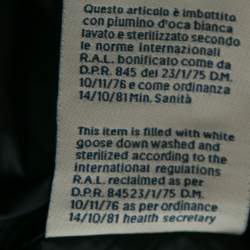 Questo articolo è imbottito
con piumino d'oca bianca
lavato e sterilizzato secondo
le norme Internazionali
R.A.L. bonificato come da
D.P.R. 845 del 23/1/75 D.M.
10/11/76 e come ordinanza
14/10/81 Min. Sanità
This item is filled with white
goose down washed and
sterilized according to the
international regulations
R.A.L. reclaimed as per
D.P.R. 84523/1/75 D.M.
10/11/76 as per ordinance
14/10/81 health secretary